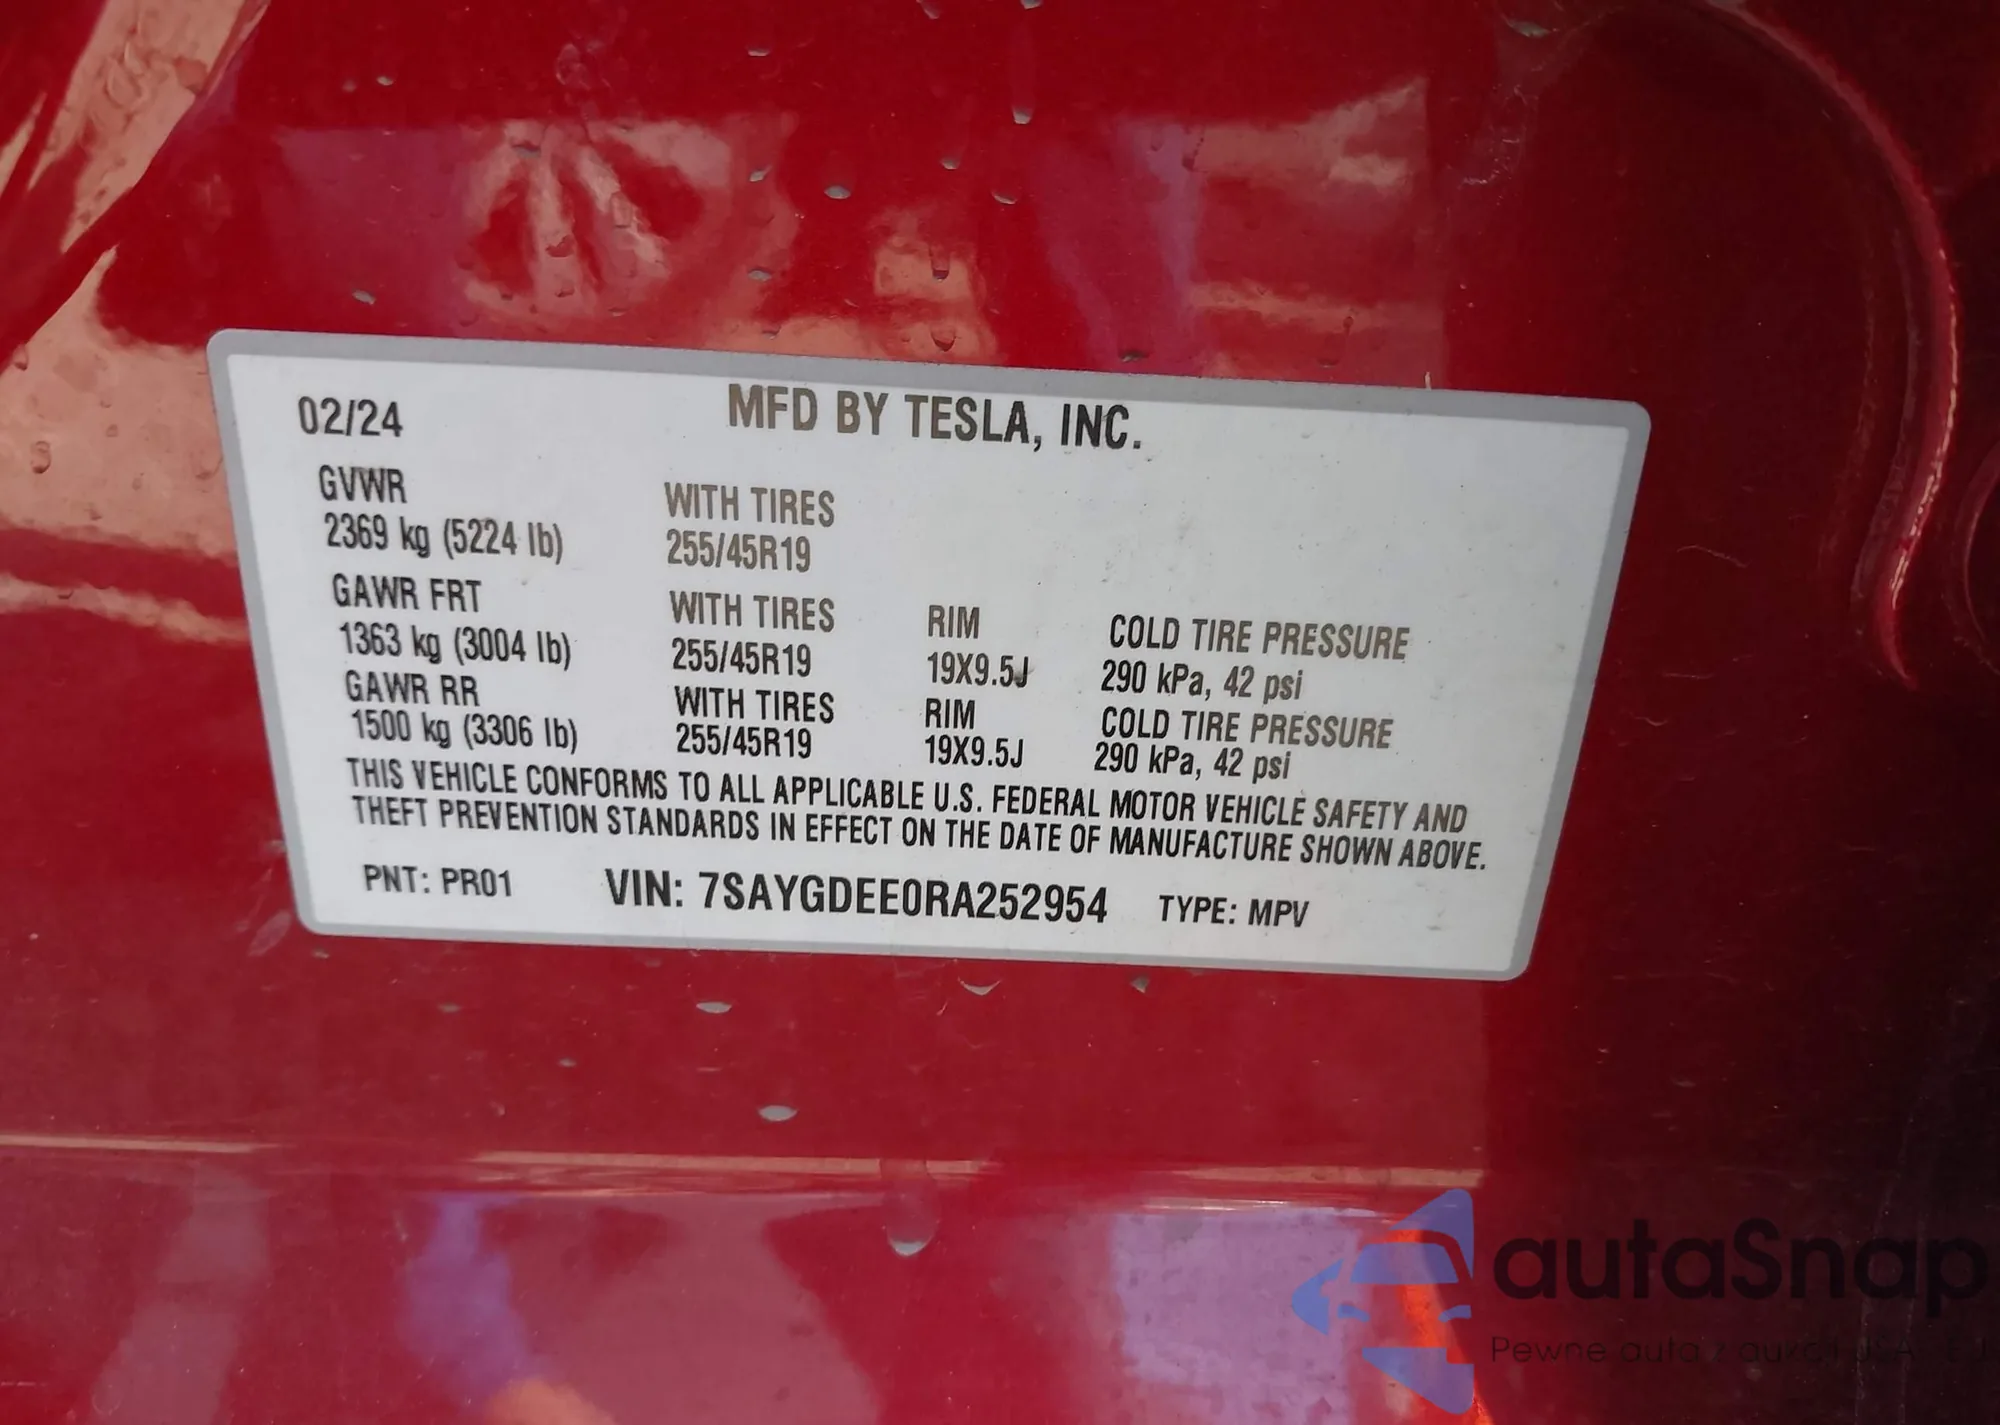 02/24 MFD BY TESLA, INC.
GVWR WITH TIRES
2369 kg (5224 lb) 255/45R19
GAWR FRT WITH TIRES RIM COLD TIRE PRESSURE
1363 kg (3004 lb) 255/45R19 19X9.5J 290 kPa, 42 psi
GAWR RR WITH TIRES RIM COLD TIRE PRESSURE
1500 kg (3306 lb) 255/45R19 19X9.5J 290 kPa, 42 psi
THIS VEHICLE CONFORMS TO ALL APPLICABLE U.S. FEDERAL MOTOR VEHICLE SAFETY AND
THEFT PREVENTION STANDARDS IN EFFECT ON THE DATE OF MANUFACTURE SHOWN ABOVE.
PNT: PR01 VIN: 7SAYGDEE0RA252954 TYPE: MPV
autaSnap
Pewne auta z aukcji USA